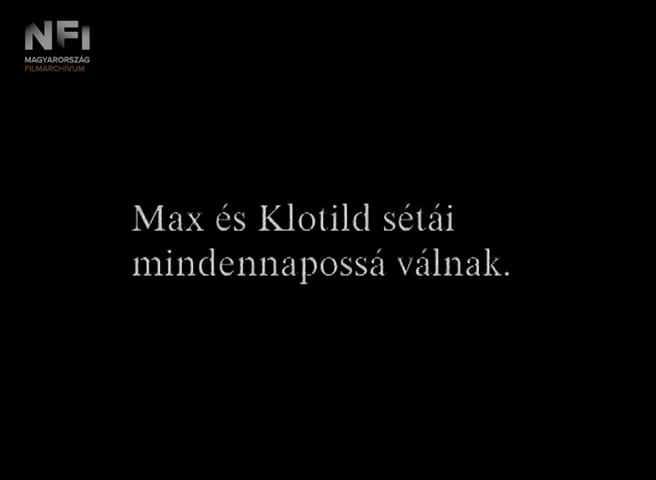 NFI
MAGYARORSZÁG
FILMARCHÍVUM
Max és Klotild sétái
mindennapossá válnak.